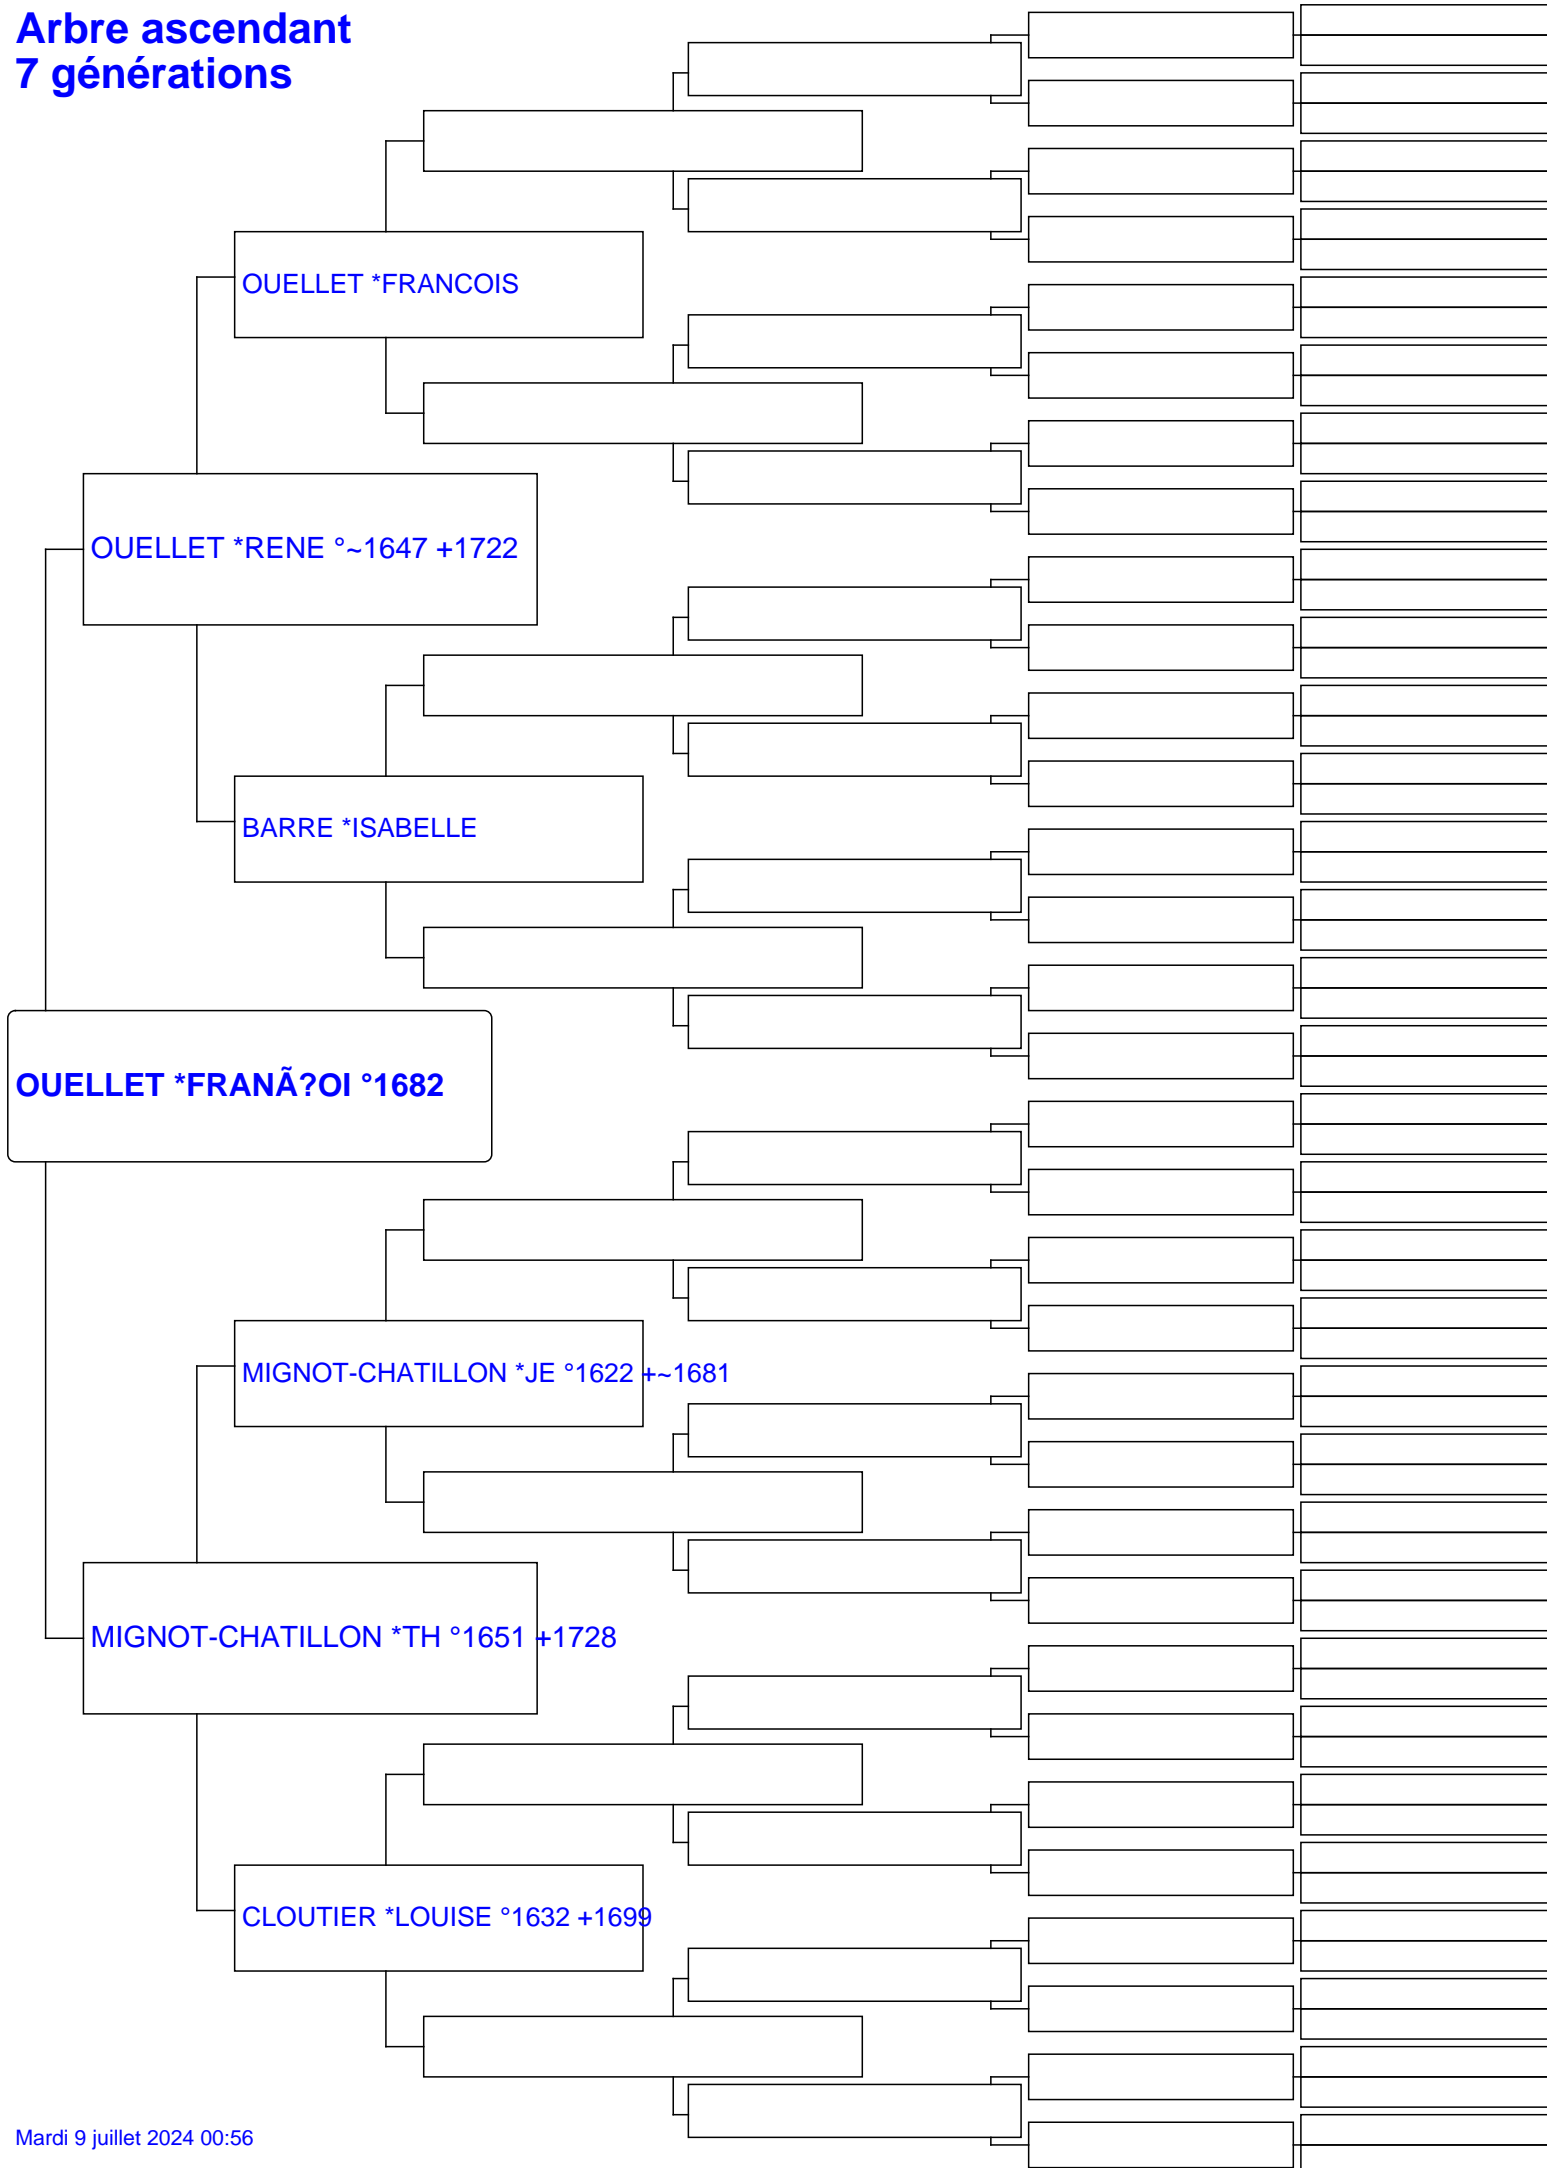 Arbre ascendant
7 générations
OUELLET *FRANCOIS
OUELLET *RENE °~1647 +1722
BARRE *ISABELLE
OUELLET *FRANÃ?OI °1682
MIGNOT-CHATILLON *JE °1622 +~1681
MIGNOT-CHATILLON *TH °1651 +1728
CLOUTIER *LOUISE °1632 +1699
Mardi 9 juillet 2024 00:56